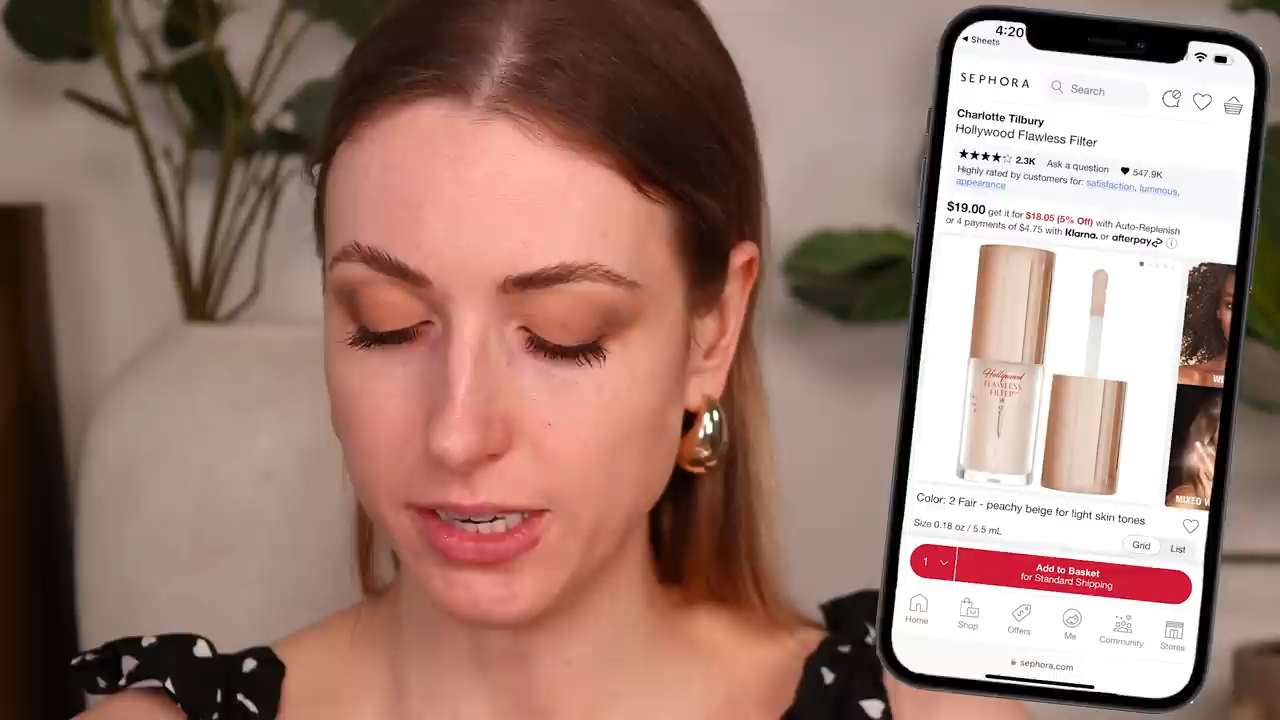 4:20
◀ Sheets
SEPHORA
Search
Charlotte Tilbury
Hollywood Flawless Filter
★★★★☆ 2.3K Ask a question ♥ 547.9K
Highly rated by customers for: satisfaction, luminous,
appearance
$19.00 get it for $18.05 (5% Off) with Auto-Replenish
or 4 payments of $4.75 with Klarna. or afterpay
Hollywood
FLAWLESS
FILTER
WE
MIXED W
Color: 2 Fair - peachy beige for light skin tones
Size 0.18 oz / 5.5 mL
Grid List
1 Add to Basket
for Standard Shipping
Home Shop Offers Me Community Stores
sephora.com